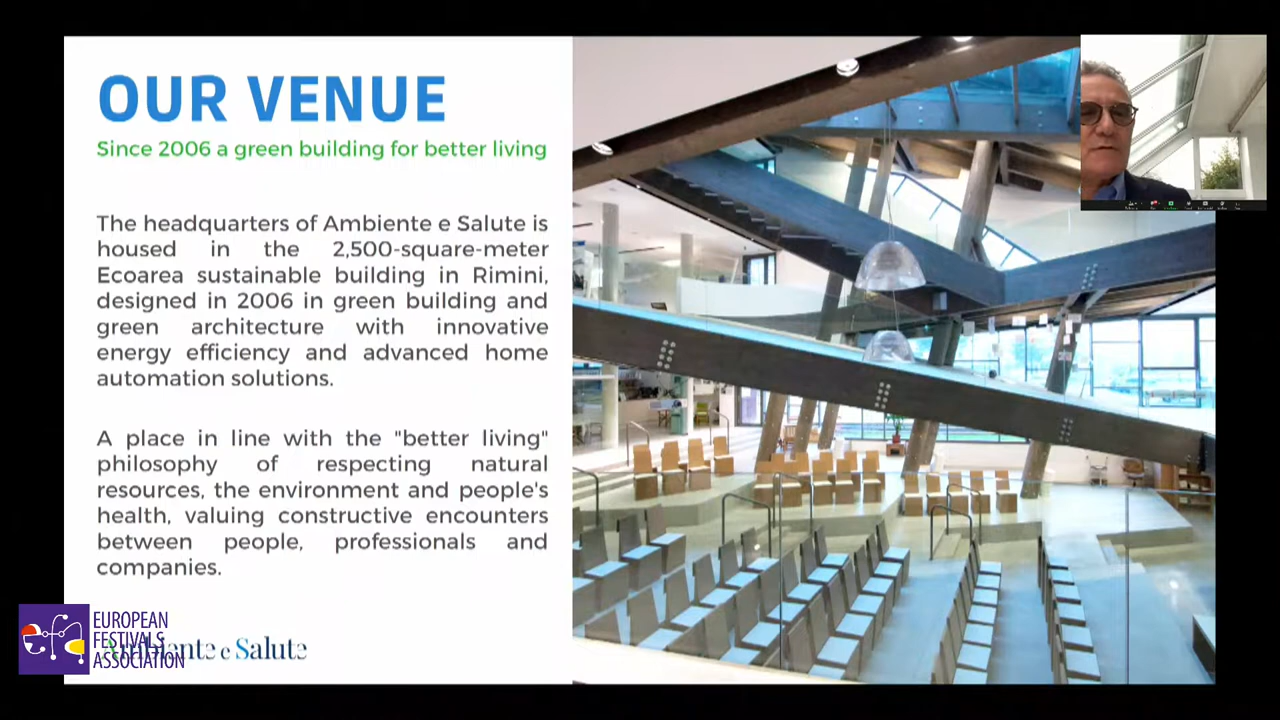 OUR VENUE
Since 2006 a green building for better living
The headquarters of Ambiente e Salute is
housed in the 2,500-square-meter
Ecoarea sustainable building in Rimini,
designed in 2006 in green building and
green architecture with innovative
energy efficiency and advanced home
automation solutions.
A place in line with the "better living"
philosophy of respecting natural
resources, the environment and people's
health, valuing constructive encounters
between people, professionals and
companies.
EUROPEAN
FESTIVALS
ASSOCIATION
Ambiente e Salute